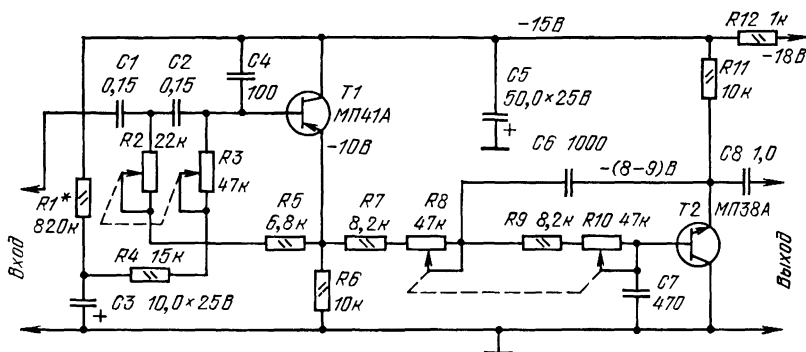 -15В
R12 1к
-18В
C1
0,15
C2
0,15
C4
100
T1
МП41А
C5
50,0×25В
R11
10к
R2 22к
R3
47к
-10В
C6 1000
-(8-9)В
C8 1,0
R1*
820к
R5
6,8к
R7
8,2к
R8
47к
R9 8,2к
R10 47к
T2
МП38А
Вход
R4 15к
R6
10к
C7
470
Выход
C3 10,0×25В